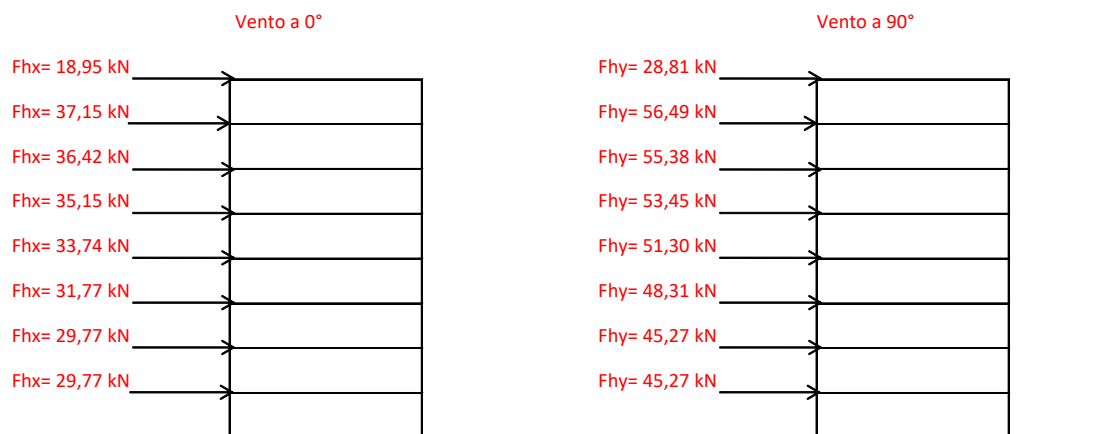 Vento a 0°
Fhx= 18,95 kN
Fhx= 37,15 kN
Fhx= 36,42 kN
Fhx= 35,15 kN
Fhx= 33,74 kN
Fhx= 31,77 kN
Fhx= 29,77 kN
Fhx= 29,77 kN
Vento a 90°
Fhy= 28,81 kN
Fhy= 56,49 kN
Fhy= 55,38 kN
Fhy= 53,45 kN
Fhy= 51,30 kN
Fhy= 48,31 kN
Fhy= 45,27 kN
Fhy= 45,27 kN